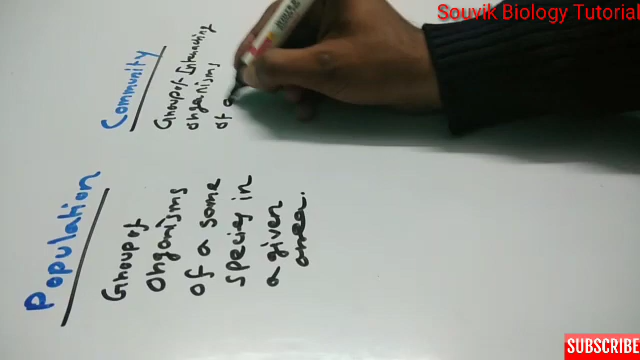 Souvik Biology Tutorial
Population
Group of
organisms
of a same
species in
a given
area.
Community
Group of Interacting
organisms
of a
SUBSCRIBE